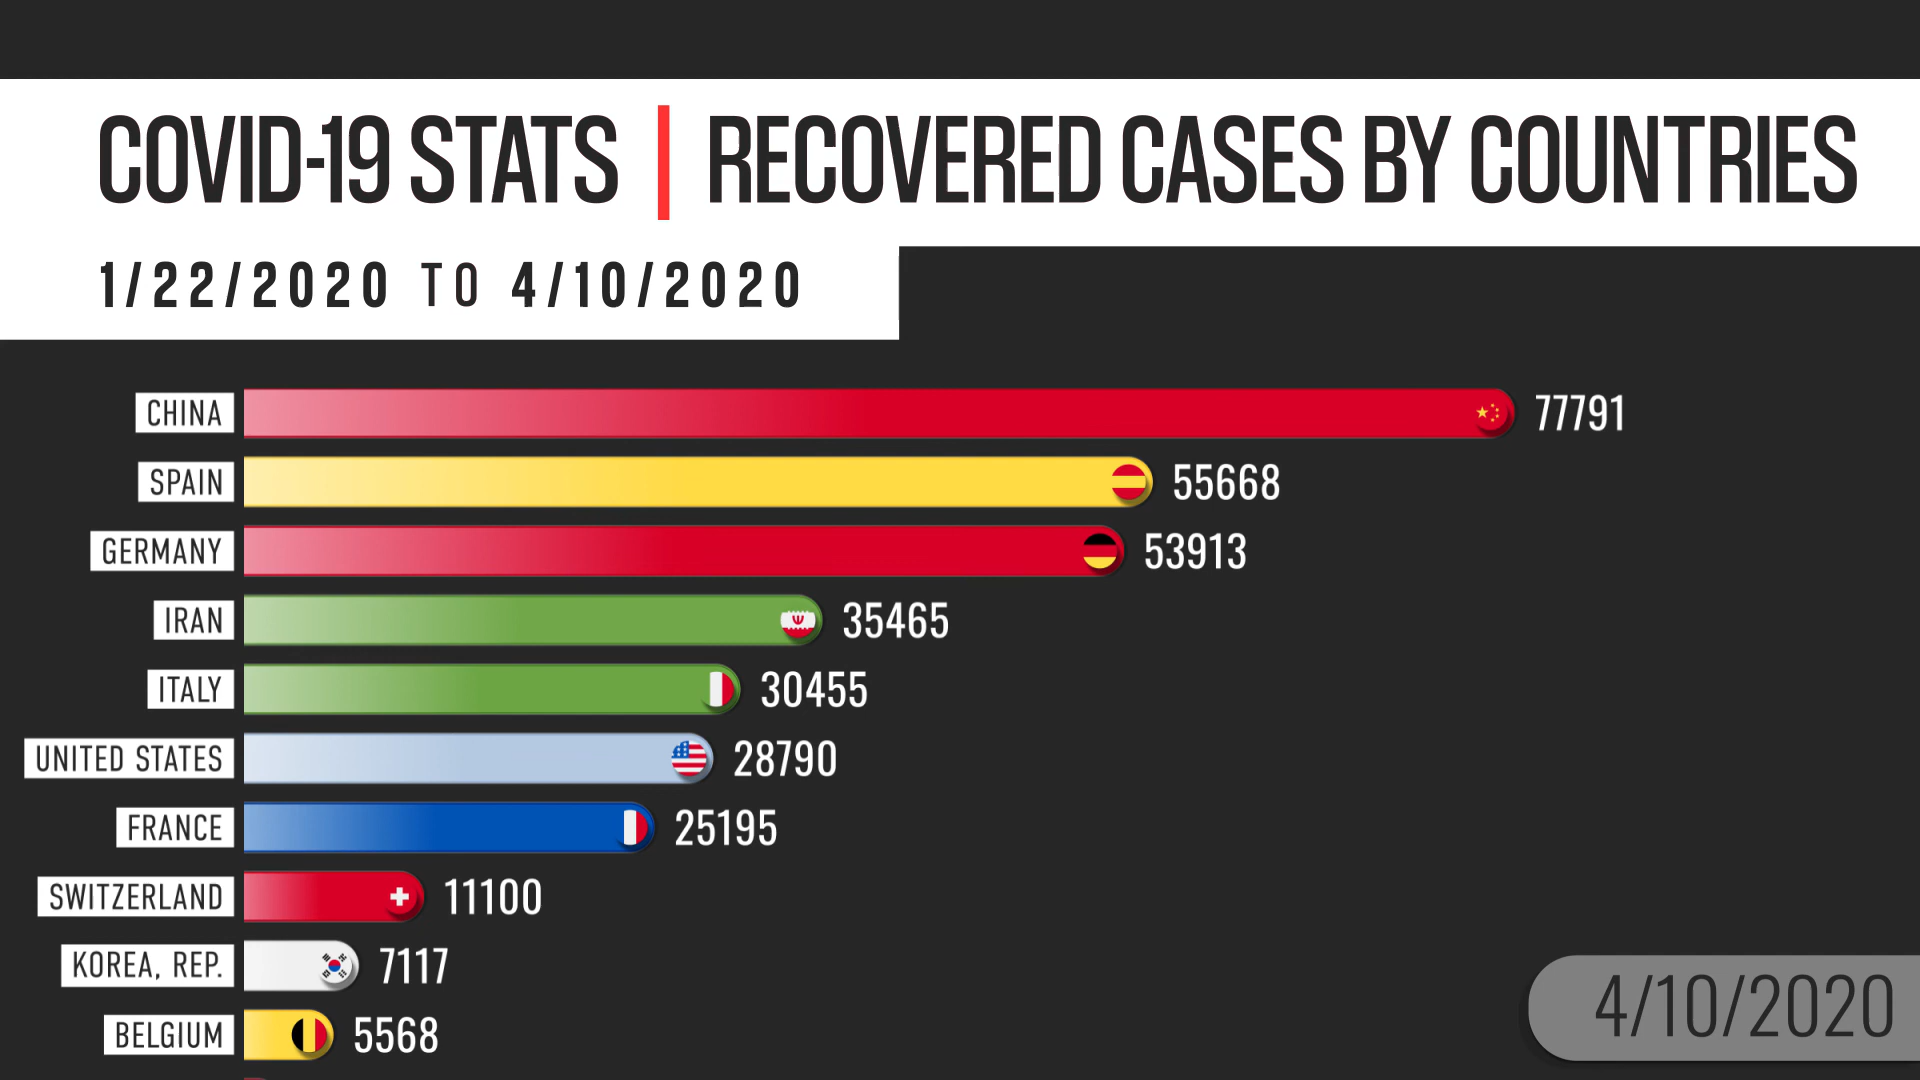 COVID-19 STATS | RECOVERED CASES BY COUNTRIES
1/22/2020 TO 4/10/2020
CHINA 77791
SPAIN 55668
GERMANY 53913
IRAN 35465
ITALY 30455
UNITED STATES 28790
FRANCE 25195
SWITZERLAND 11100
KOREA, REP. 7117
BELGIUM 5568
4/10/2020